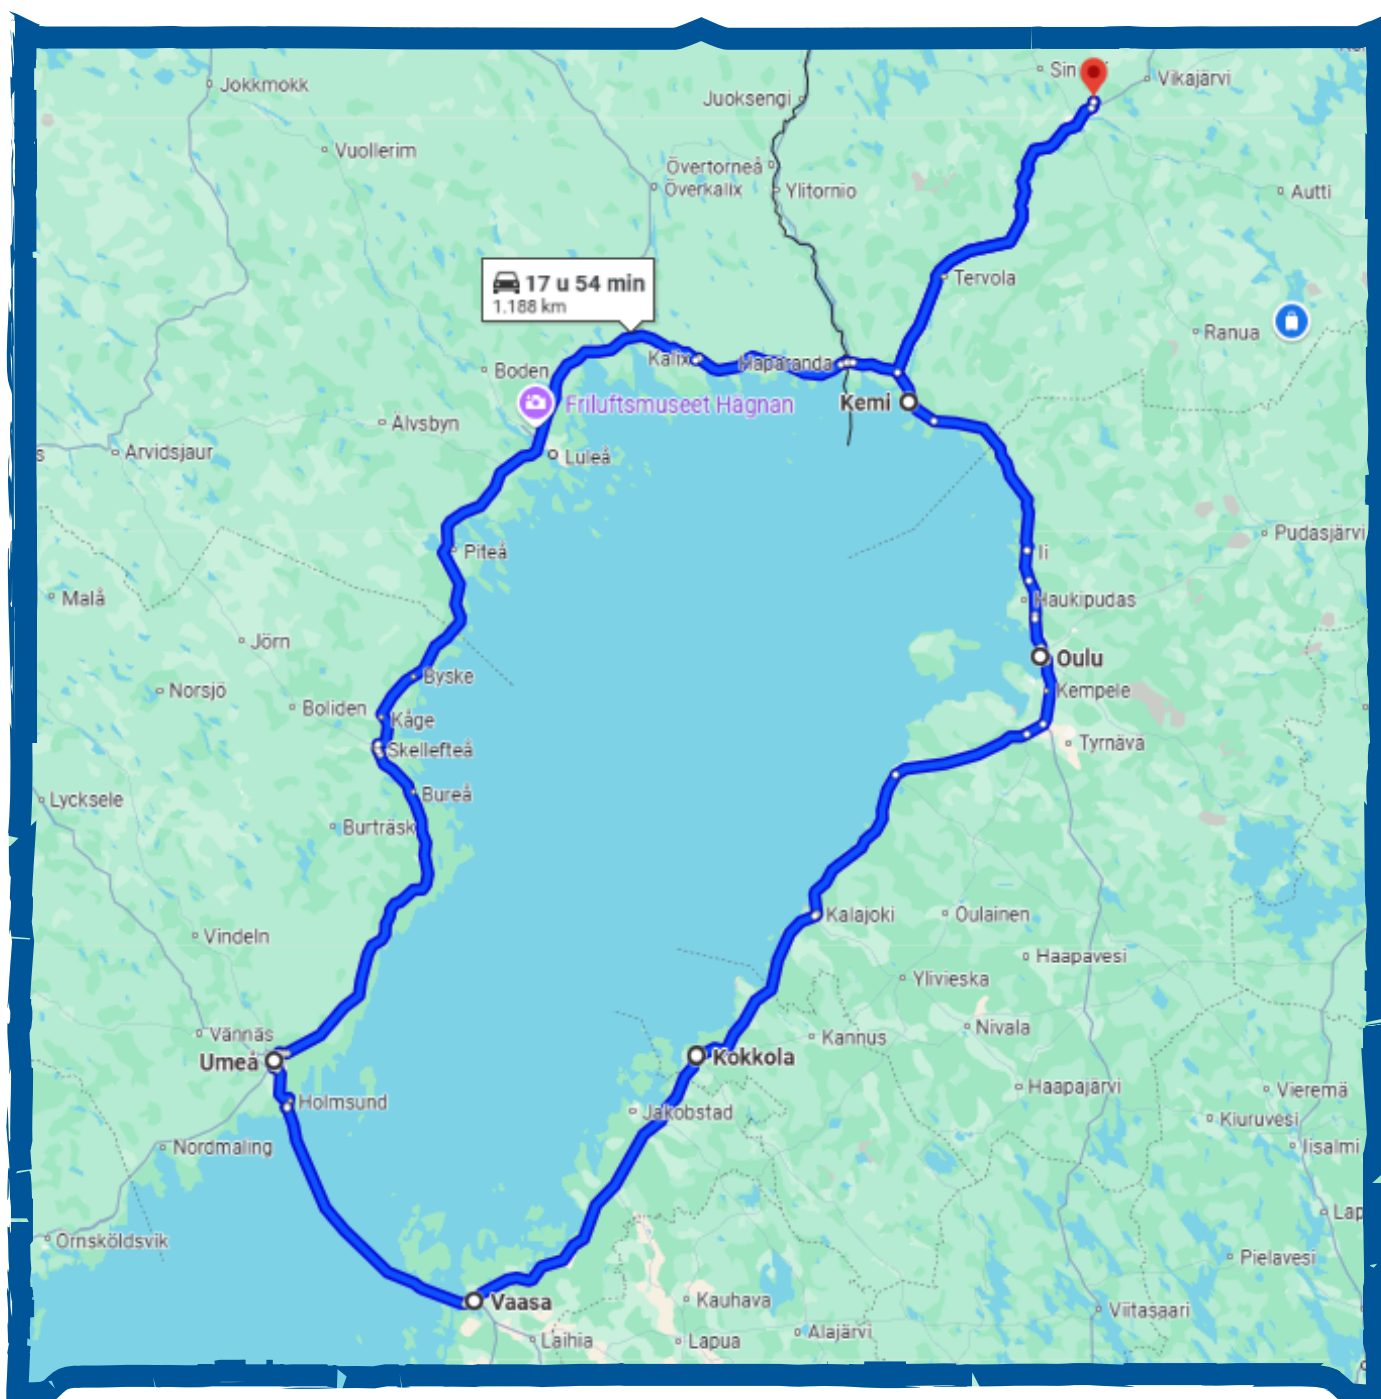 Jokkmokk
Sin
Vikajärvi
Juoksengi
Vuollerim
Övertorneå
Överkalix
Ylitornio
Autti
17 u 54 min
1.188 km
Tervola
Ranua
Boden
Kalix
Haparanda
Kemi
Friluftsmuseet Hägnan
Älvsbyn
s
Arvidsjaur
Luleå
Pudasjärvi
Piteå
Ii
Malå
Haukipudas
Jörn
Oulu
Byske
Norsjö
Kempele
Boliden
Kåge
Skellefteå
Tyrnävä
Bureå
Lycksele
Burträsk
Kalajoki
Oulainen
Vindeln
Haapavesi
Ylivieska
Vännäs
Nivala
Kannus
Umeå
Kokkola
Holmsund
Haapajärvi
Vieremä
Jakobstad
Kiuruvesi
Nordmaling
Iisalmi
Lap
Örnsköldsvik
Pielavesi
Vaasa
Kauhava
Viitasaari
Laihia
Lapua
Alajärvi